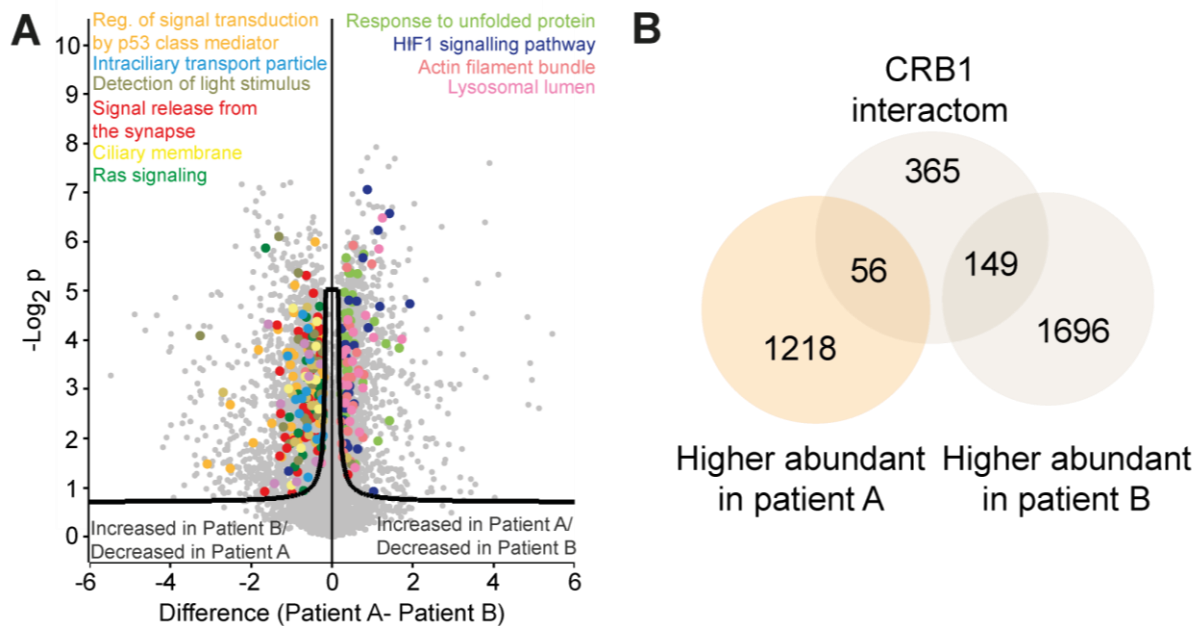 A
Reg. of signal transduction
by p53 class mediator
Intraciliary transport particle
Detection of light stimulus
Signal release from
the synapse
Ciliary membrane
Ras signaling
Response to unfolded protein
HIF1 signalling pathway
Actin filament bundle
Lysosomal lumen
-Log2 p
10
9
8
7
6
5
4
3
2
1
0
Increased in Patient B/
Decreased in Patient A
Increased in Patient A/
Decreased in Patient B
-6 -4 -2 0 2 4 6
Difference (Patient A- Patient B)
B
CRB1
interactom
365
56
149
1218
1696
Higher abundant
in patient A
Higher abundant
in patient B